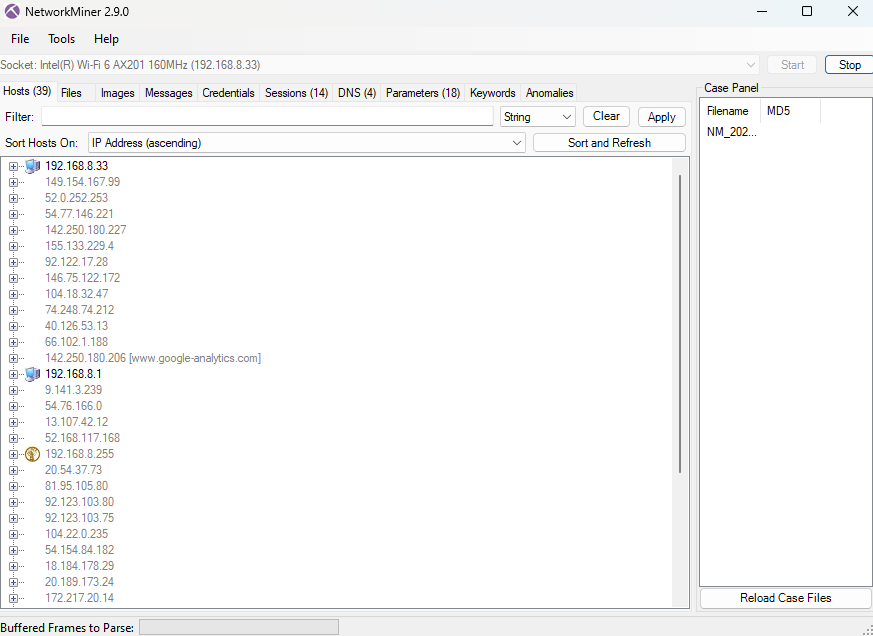 NetworkMiner 2.9.0
File Tools Help
Socket: Intel(R) Wi-Fi 6 AX201 160MHz (192.168.8.33) Start Stop
Hosts (39) Files Images Messages Credentials Sessions (14) DNS (4) Parameters (18) Keywords Anomalies
Filter: String Clear Apply
Sort Hosts On: IP Address (ascending) Sort and Refresh
192.168.8.33
149.154.167.99
52.0.252.253
54.77.146.221
142.250.180.227
155.133.229.4
92.122.17.28
146.75.122.172
104.18.32.47
74.248.74.212
40.126.53.13
66.102.1.188
142.250.180.206 [www.google-analytics.com]
192.168.8.1
9.141.3.239
54.76.166.0
13.107.42.12
52.168.117.168
192.168.8.255
20.54.37.73
81.95.105.80
92.123.103.80
92.123.103.75
104.22.0.235
54.154.84.182
18.184.178.29
20.189.173.24
172.217.20.14
Case Panel
Filename MD5
NM_202...
Reload Case Files
Buffered Frames to Parse: